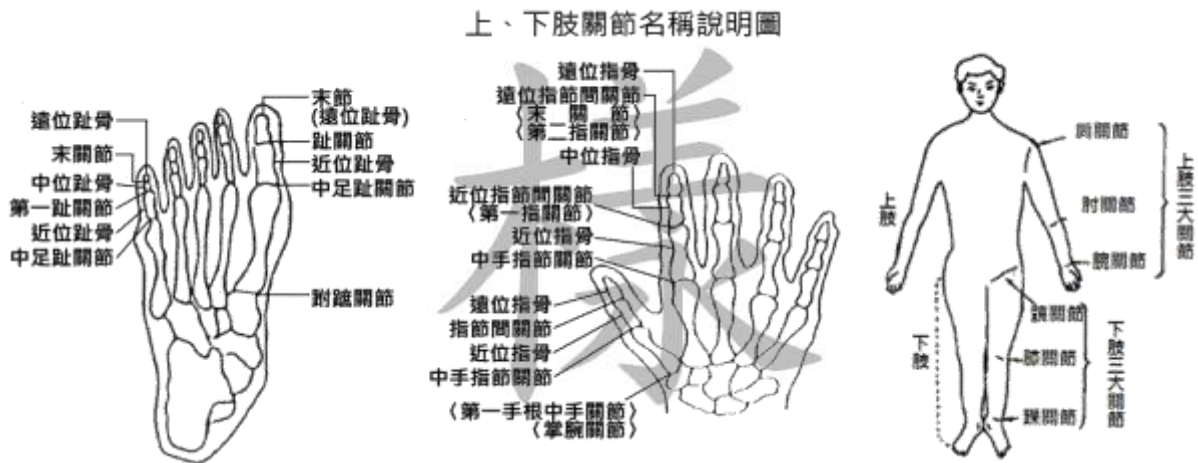 上、下肢關節名稱說明圖
遠位趾骨
末關節
中位趾骨
第一趾關節
近位趾骨
中足趾關節
末節
(遠位趾骨)
趾關節
近位趾骨
中足趾關節
跗蹠關節
遠位指骨
遠位指節間關節
(末關節)
(第二指關節)
中位指骨
近位指節間關節
(第一指關節)
近位指骨
中手指節關節
遠位指骨
指節間關節
近位指骨
中手指節關節
(第一手根中手關節)
(掌腕關節)
樣
上肢
下肢
肩關節
肘關節
腕關節
上肢三大關節
髖關節
膝關節
踝關節
下肢三大關節